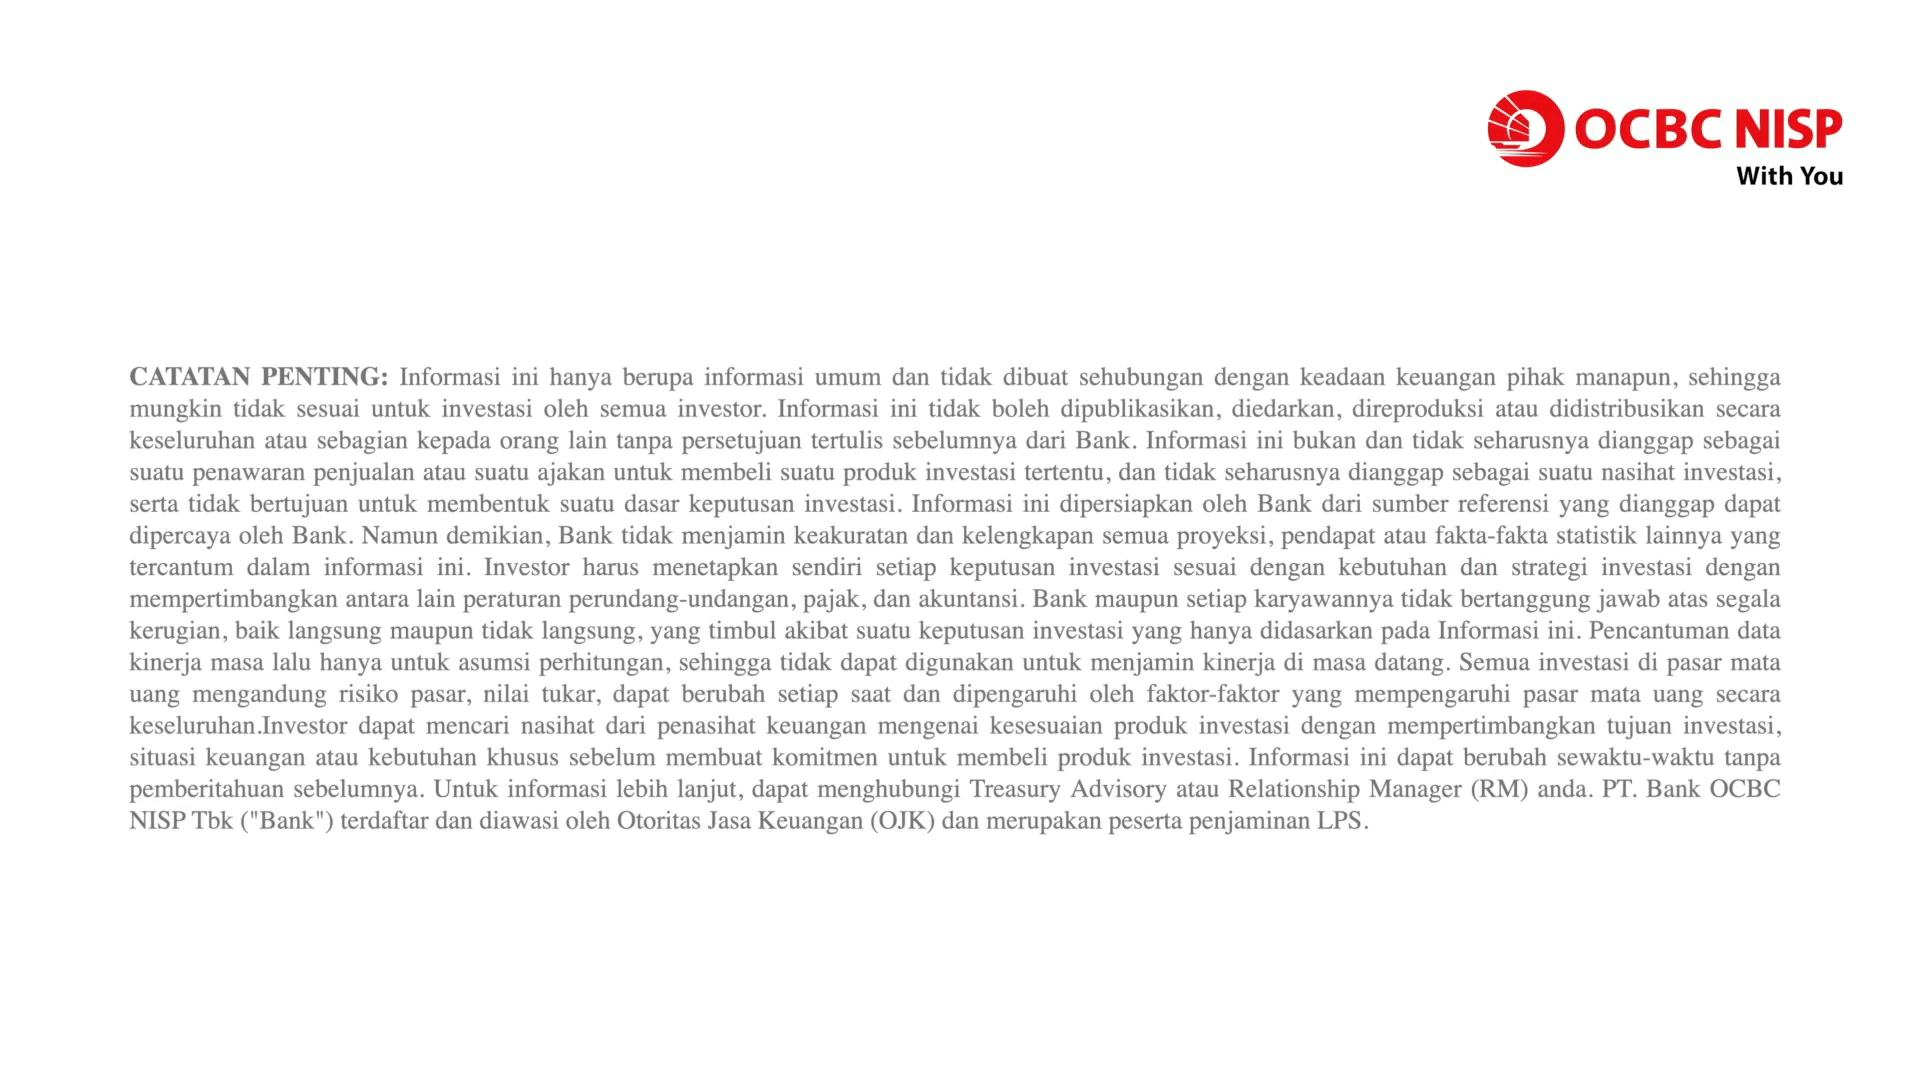 OCBC NISP
With You
CATATAN PENTING: Informasi ini hanya berupa informasi umum dan tidak dibuat sehubungan dengan keadaan keuangan pihak manapun, sehingga
mungkin tidak sesuai untuk investasi oleh semua investor. Informasi ini tidak boleh dipublikasikan, diedarkan, direproduksi atau didistribusikan secara
keseluruhan atau sebagian kepada orang lain tanpa persetujuan tertulis sebelumnya dari Bank. Informasi ini bukan dan tidak seharusnya dianggap sebagai
suatu penawaran penjualan atau suatu ajakan untuk membeli suatu produk investasi tertentu, dan tidak seharusnya dianggap sebagai suatu nasihat investasi,
serta tidak bertujuan untuk membentuk suatu dasar keputusan investasi. Informasi ini dipersiapkan oleh Bank dari sumber referensi yang dianggap dapat
dipercaya oleh Bank. Namun demikian, Bank tidak menjamin keakuratan dan kelengkapan semua proyeksi, pendapat atau fakta-fakta statistik lainnya yang
tercantum dalam informasi ini. Investor harus menetapkan sendiri setiap keputusan investasi sesuai dengan kebutuhan dan strategi investasi dengan
mempertimbangkan antara lain peraturan perundang-undangan, pajak, dan akuntansi. Bank maupun setiap karyawannya tidak bertanggung jawab atas segala
kerugian, baik langsung maupun tidak langsung, yang timbul akibat suatu keputusan investasi yang hanya didasarkan pada Informasi ini. Pencantuman data
kinerja masa lalu hanya untuk asumsi perhitungan, sehingga tidak dapat digunakan untuk menjamin kinerja di masa datang. Semua investasi di pasar mata
uang mengandung risiko pasar, nilai tukar, dapat berubah setiap saat dan dipengaruhi oleh faktor-faktor yang mempengaruhi pasar mata uang secara
keseluruhan.Investor dapat mencari nasihat dari penasihat keuangan mengenai kesesuaian produk investasi dengan mempertimbangkan tujuan investasi,
situasi keuangan atau kebutuhan khusus sebelum membuat komitmen untuk membeli produk investasi. Informasi ini dapat berubah sewaktu-waktu tanpa
pemberitahuan sebelumnya. Untuk informasi lebih lanjut, dapat menghubungi Treasury Advisory atau Relationship Manager (RM) anda. PT. Bank OCBC
NISP Tbk ("Bank") terdaftar dan diawasi oleh Otoritas Jasa Keuangan (OJK) dan merupakan peserta penjaminan LPS.